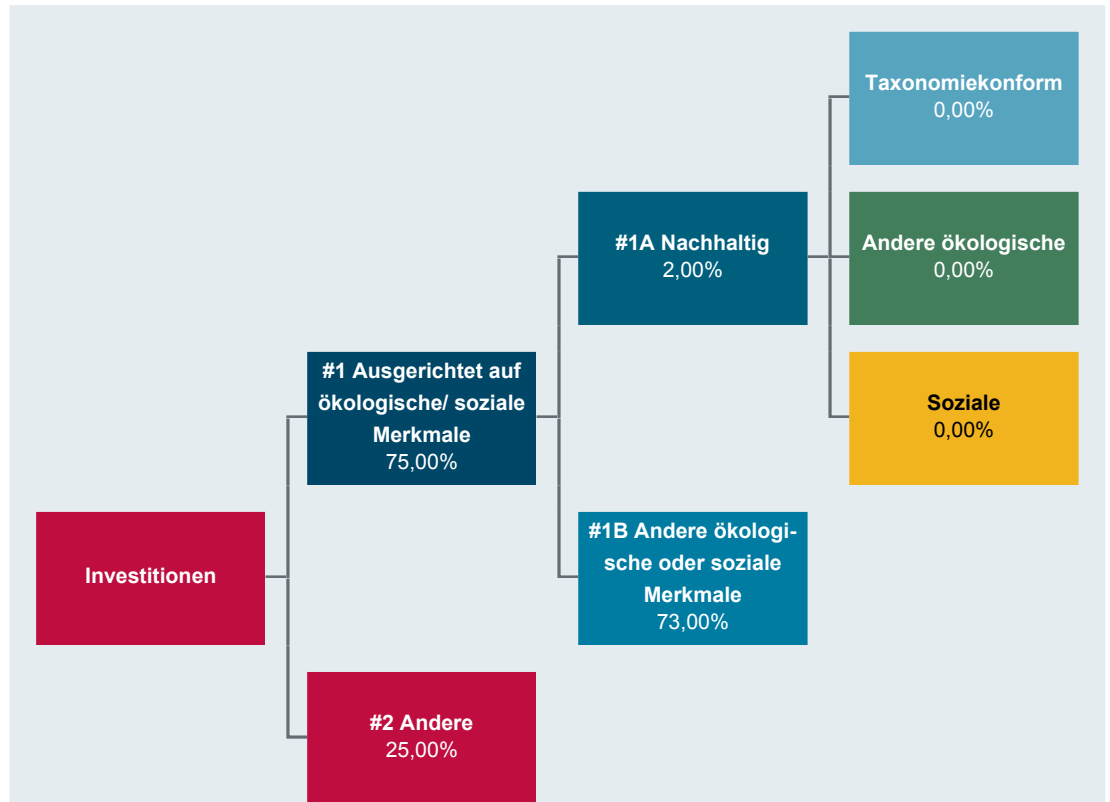 Taxonomiekonform
0,00%
#1A Nachhaltig
2,00%
Andere ökologische
0,00%
#1 Ausgerichtet auf
ökologische/ soziale
Merkmale
75,00%
Soziale
0,00%
Investitionen
#1B Andere ökologi-
sche oder soziale
Merkmale
73,00%
#2 Andere
25,00%